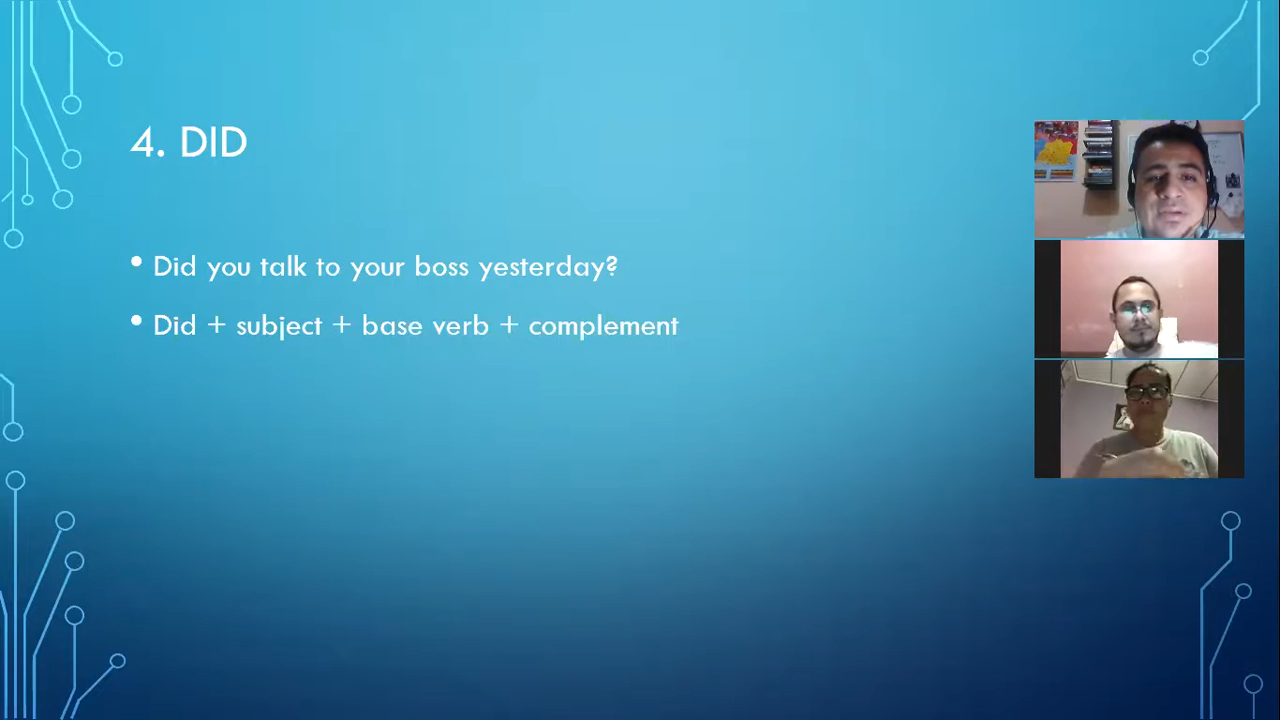 4. DID
• Did you talk to your boss yesterday?
• Did + subject + base verb + complement